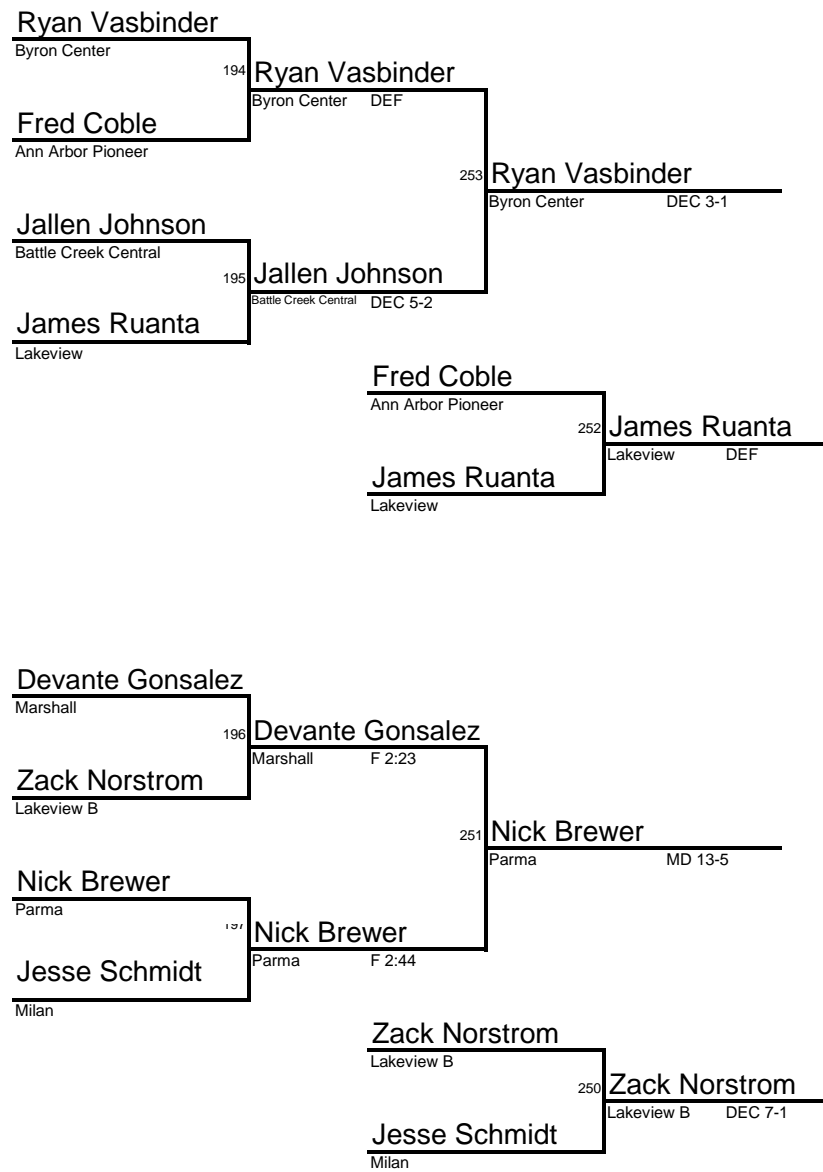 Ryan Vasbinder
Byron Center
194 Ryan Vasbinder
Byron Center DEF
Fred Coble
Ann Arbor Pioneer
253 Ryan Vasbinder
Byron Center DEC 3-1
Jallen Johnson
Battle Creek Central
195 Jallen Johnson
Battle Creek Central DEC 5-2
James Ruanta
Lakeview
Fred Coble
Ann Arbor Pioneer
252 James Ruanta
Lakeview DEF
James Ruanta
Lakeview
Devante Gonsalez
Marshall
196 Devante Gonsalez
Marshall F 2:23
Zack Norstrom
Lakeview B
251 Nick Brewer
Parma MD 13-5
Nick Brewer
Parma
197 Nick Brewer
Parma F 2:44
Jesse Schmidt
Milan
Zack Norstrom
Lakeview B
250 Zack Norstrom
Lakeview B DEC 7-1
Jesse Schmidt
Milan